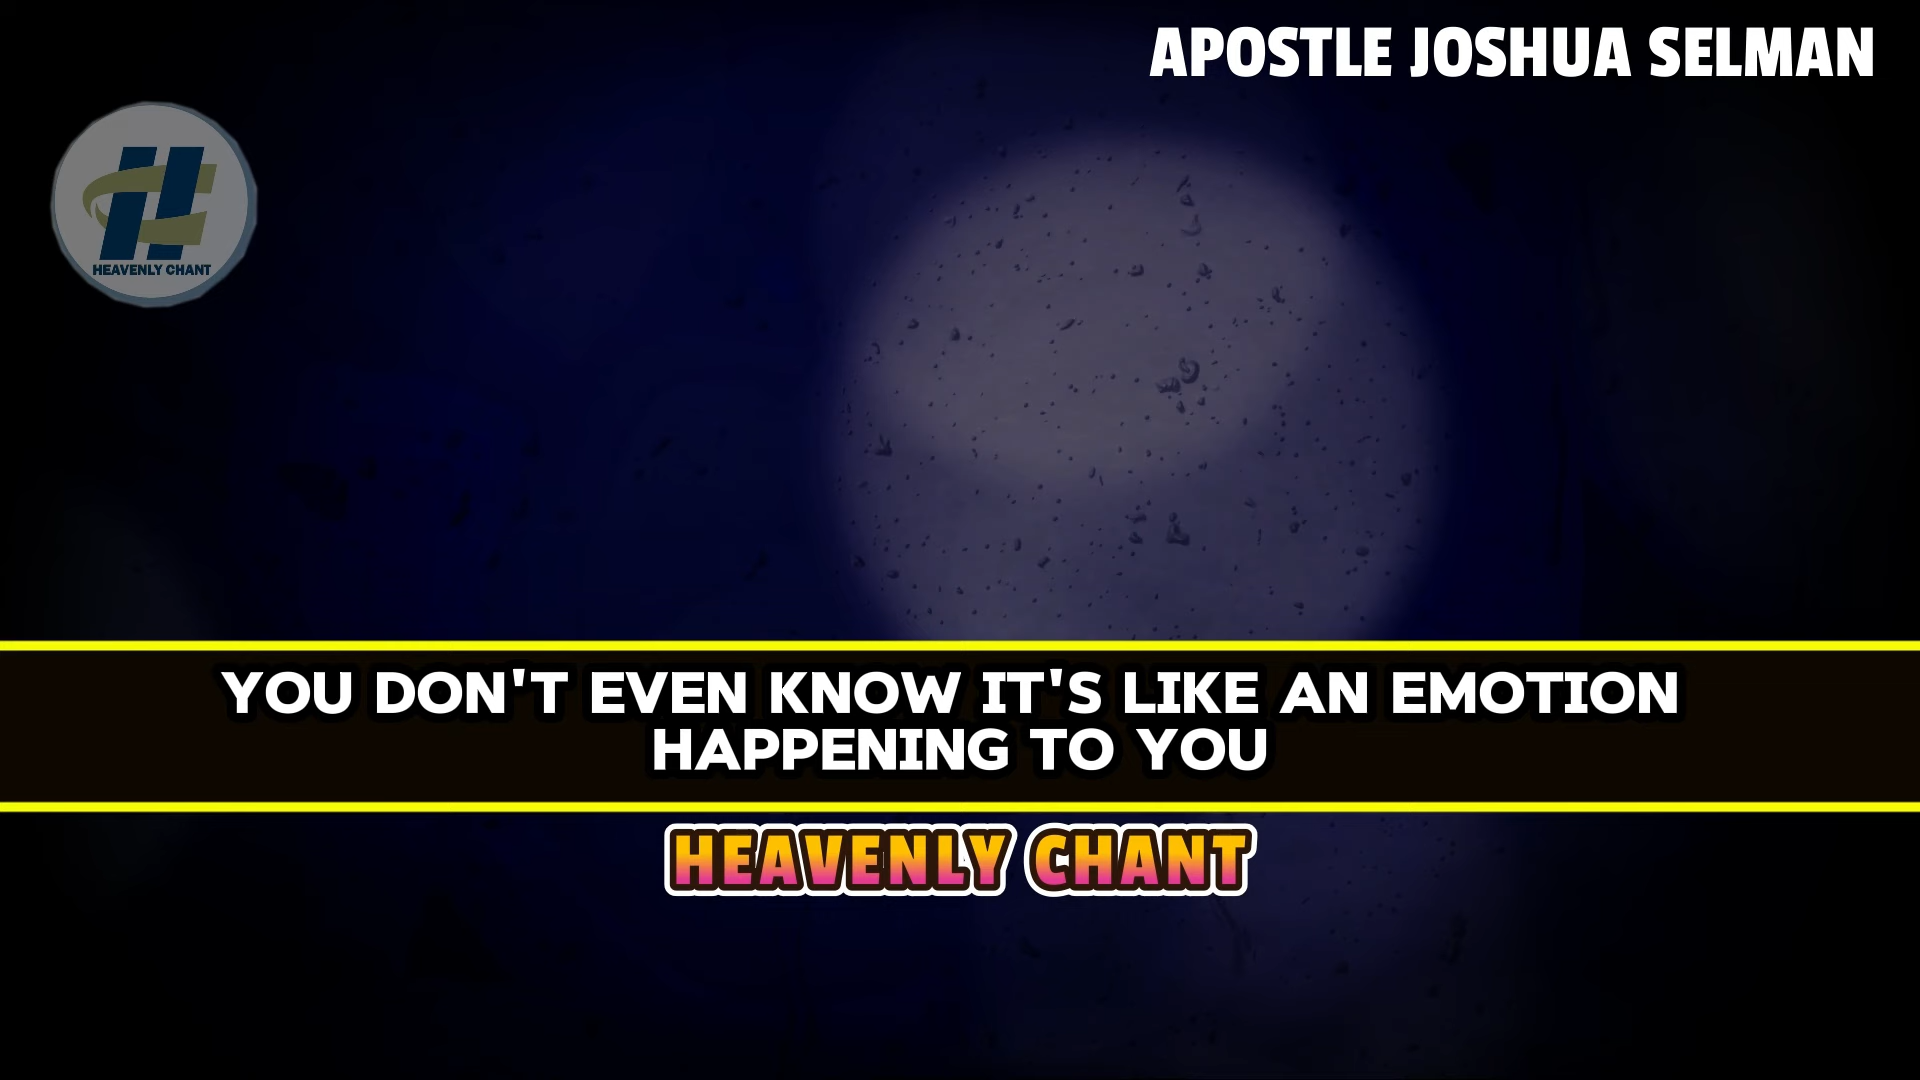 APOSTLE JOSHUA SELMAN
HEAVENLY CHANT
YOU DON'T EVEN KNOW IT'S LIKE AN EMOTION
HAPPENING TO YOU
HEAVENLY CHANT